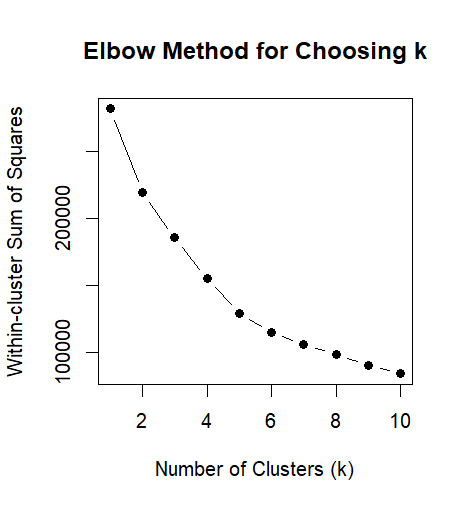 Elbow Method for Choosing k
Within-cluster Sum of Squares
200000
100000
2 4 6 8 10
Number of Clusters (k)